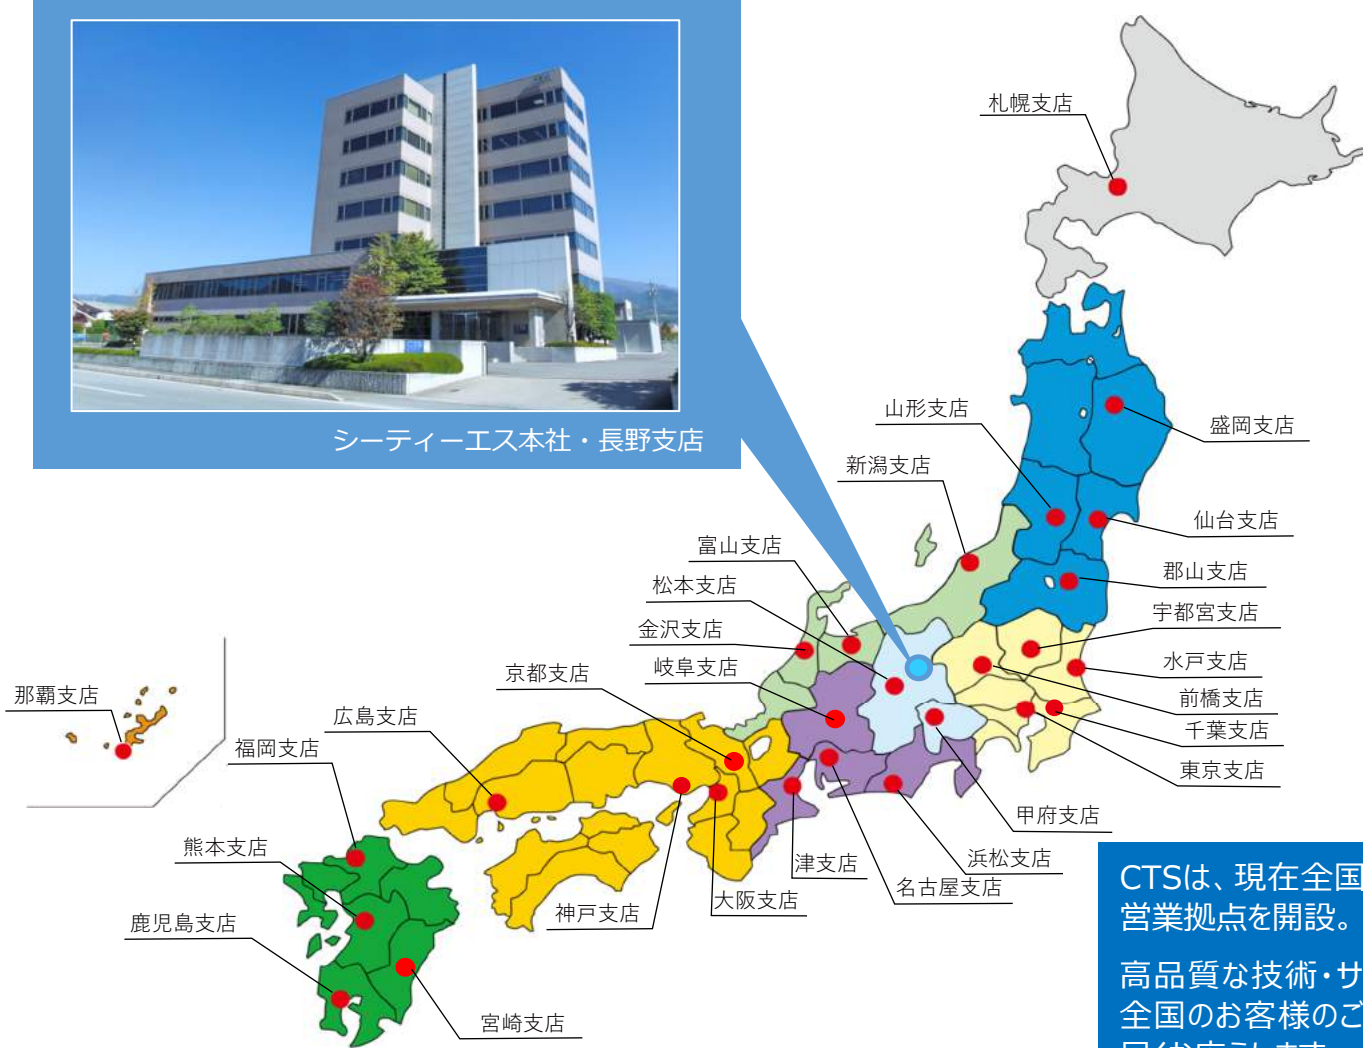 シーティーエス本社・長野支店
札幌支店
山形支店
盛岡支店
新潟支店
仙台支店
富山支店
郡山支店
松本支店
宇都宮支店
金沢支店
水戸支店
岐阜支店
京都支店
前橋支店
那覇支店
広島支店
千葉支店
福岡支店
東京支店
甲府支店
熊本支店
津支店
浜松支店
名古屋支店
大阪支店
神戸支店
鹿児島支店
宮崎支店
CTSは、現在全国
営業拠点を開設。
高品質な技術・サ
全国のお客様のご